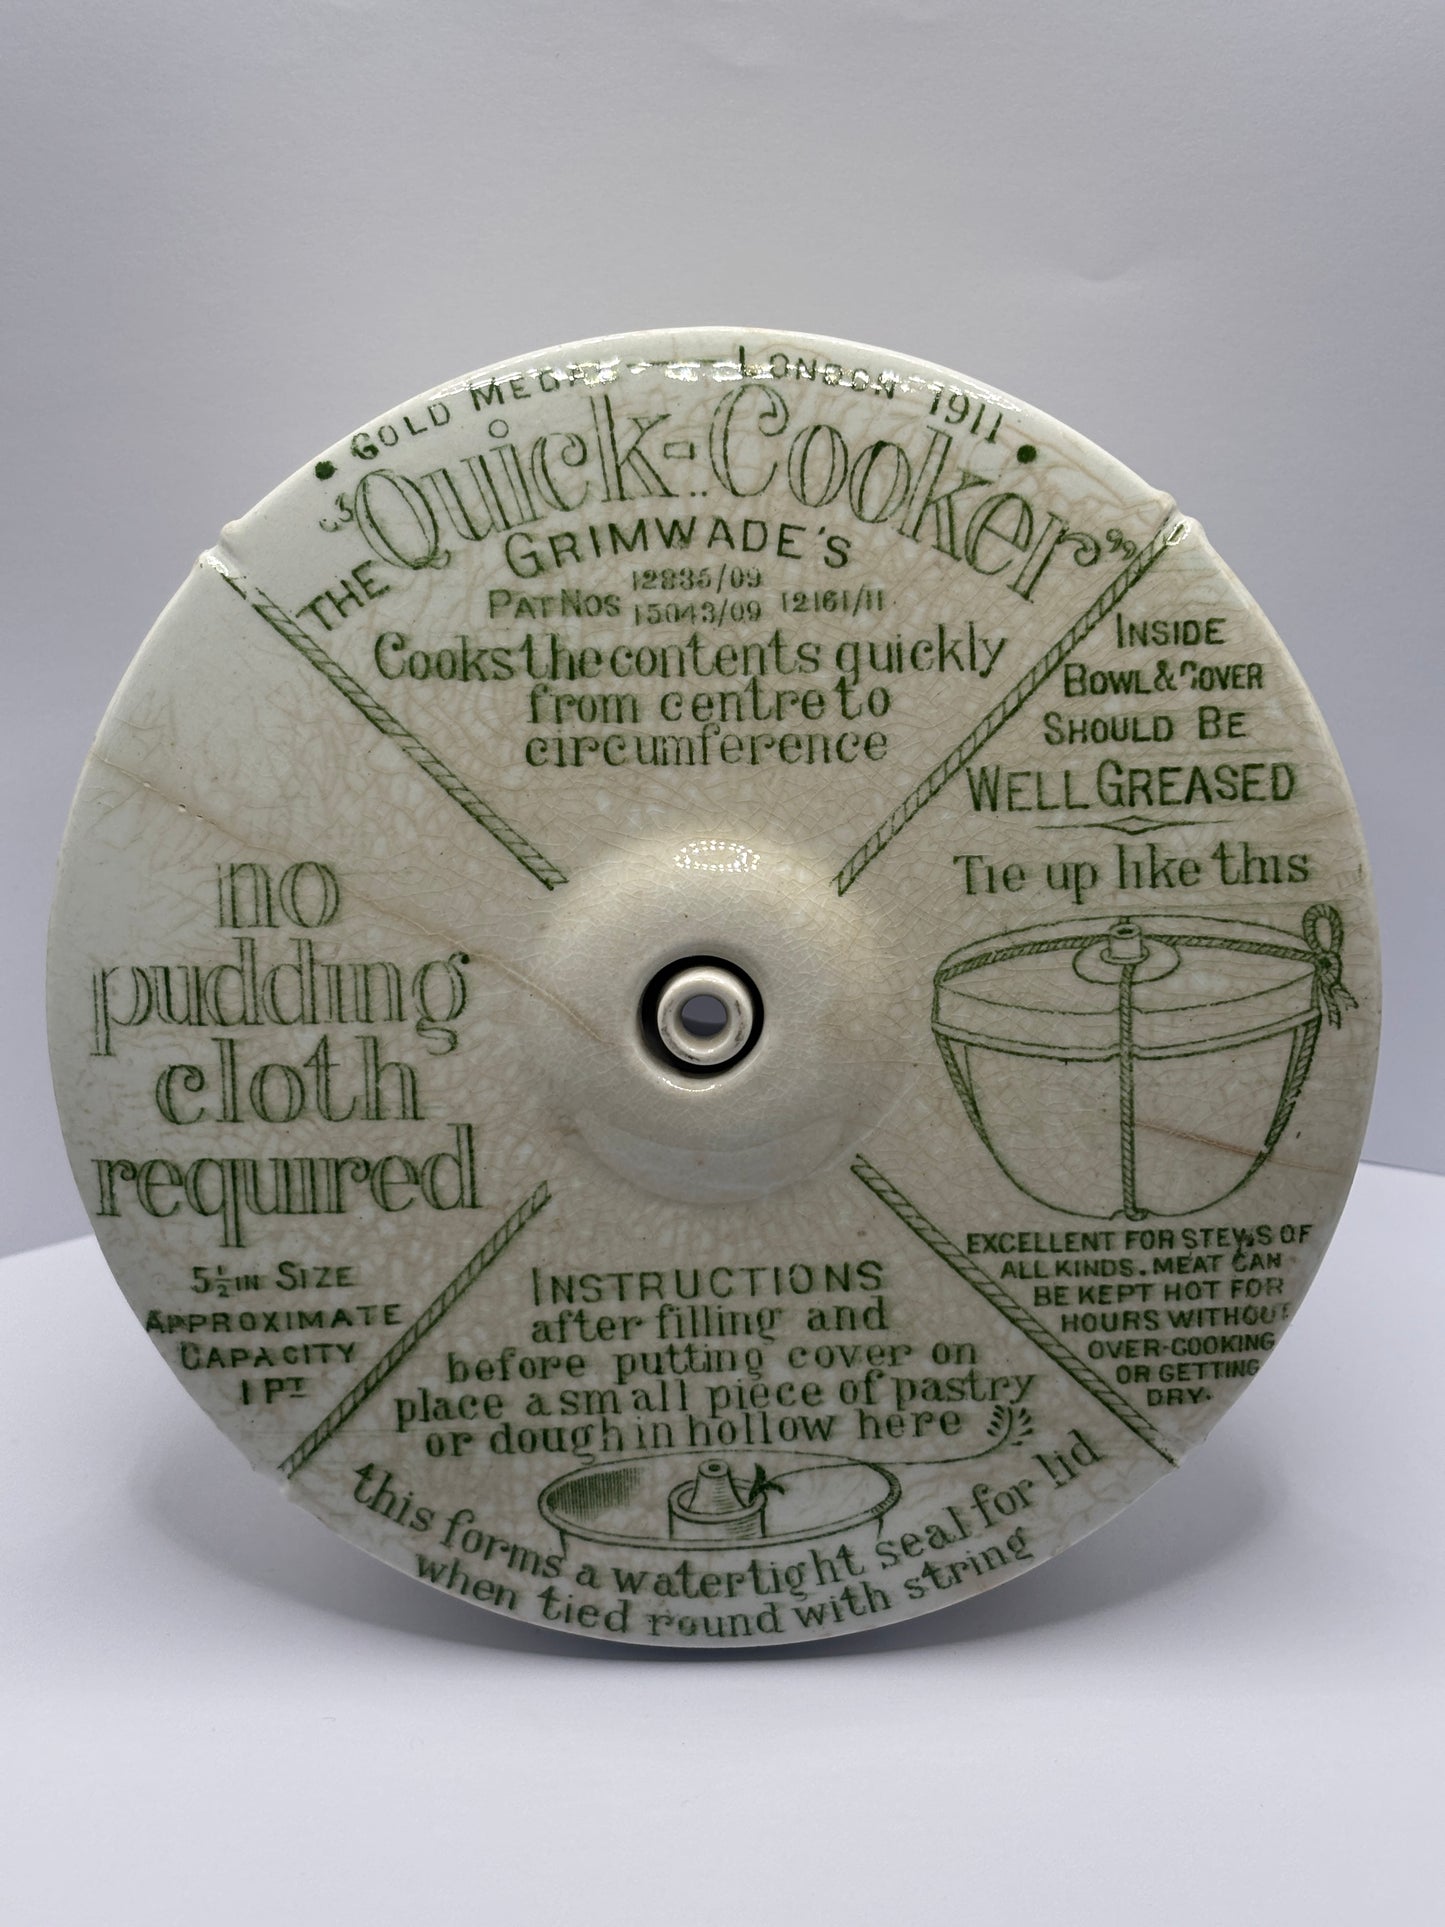 • GOLD MEDAL — LONDON 1911 •
THE "Quick-Cooker"
GRIMWADE'S
PAT NOS 12835/09 15043/09 12161/11
Cooks the contents quickly
from centre to
circumference
INSIDE
BOWL & COVER
SHOULD BE
WELL GREASED
Tie up like this
EXCELLENT FOR STEWS OF
ALL KINDS. MEAT CAN
BE KEPT HOT FOR
HOURS WITHOUT
OVER-COOKING
OR GETTING
DRY.
no
pudding
cloth
required
5½IN SIZE
APPROXIMATE
CAPACITY
1 PT
INSTRUCTIONS
after filling and
before putting cover on
place a small piece of pastry
or dough in hollow here
this forms a watertight seal for lid
when tied round with string